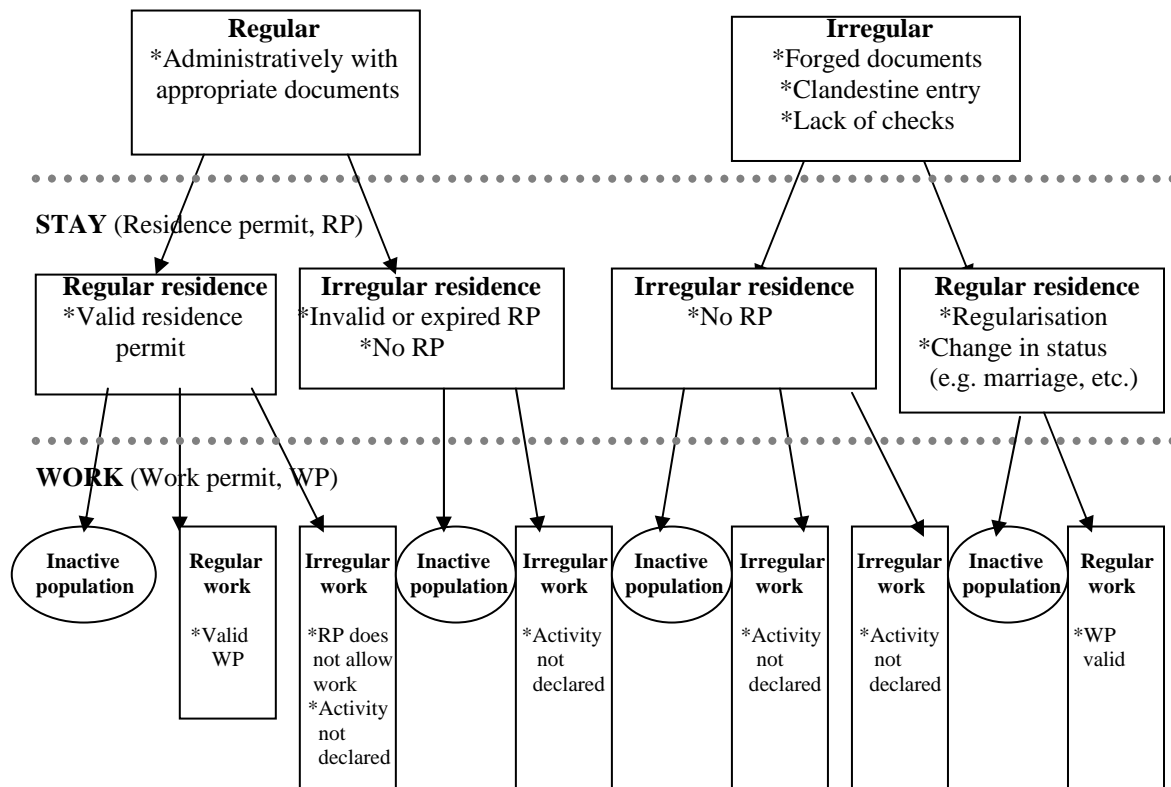 Regular
*Administratively with
appropriate documents
Irregular
*Forged documents
*Clandestine entry
*Lack of checks
STAY (Residence permit, RP)
Regular residence
*Valid residence
permit
Irregular residence
*Invalid or expired RP
*No RP
Irregular residence
*No RP
Regular residence
*Regularisation
*Change in status
(e.g. marriage, etc.)
WORK (Work permit, WP)
Inactive
population
Regular
work
*Valid
WP
Irregular
work
*RP does
not allow
work
*Activity
not
declared
Inactive
population
Irregular
work
*Activity
not
declared
Inactive
population
Irregular
work
*Activity
not
declared
Irregular
work
*Activity
not
declared
Inactive
population
Regular
work
*WP
valid